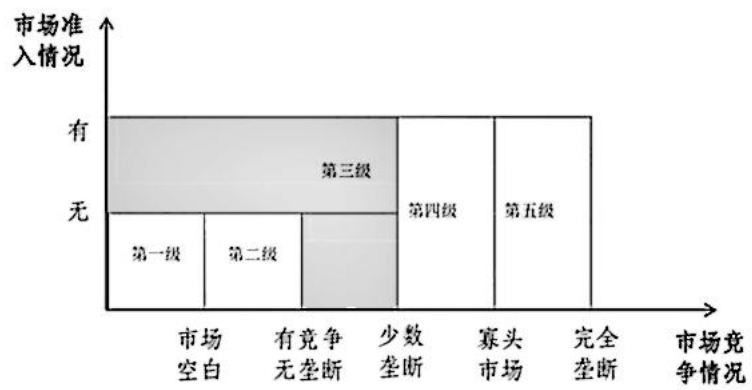 市场准
入情况
有
第三级
无
第四级
第五级
第一级
第二级
市场
空白
有竞争
无垄断
少数
垄断
寡头
市场
完全
垄断
市场竞
争情况